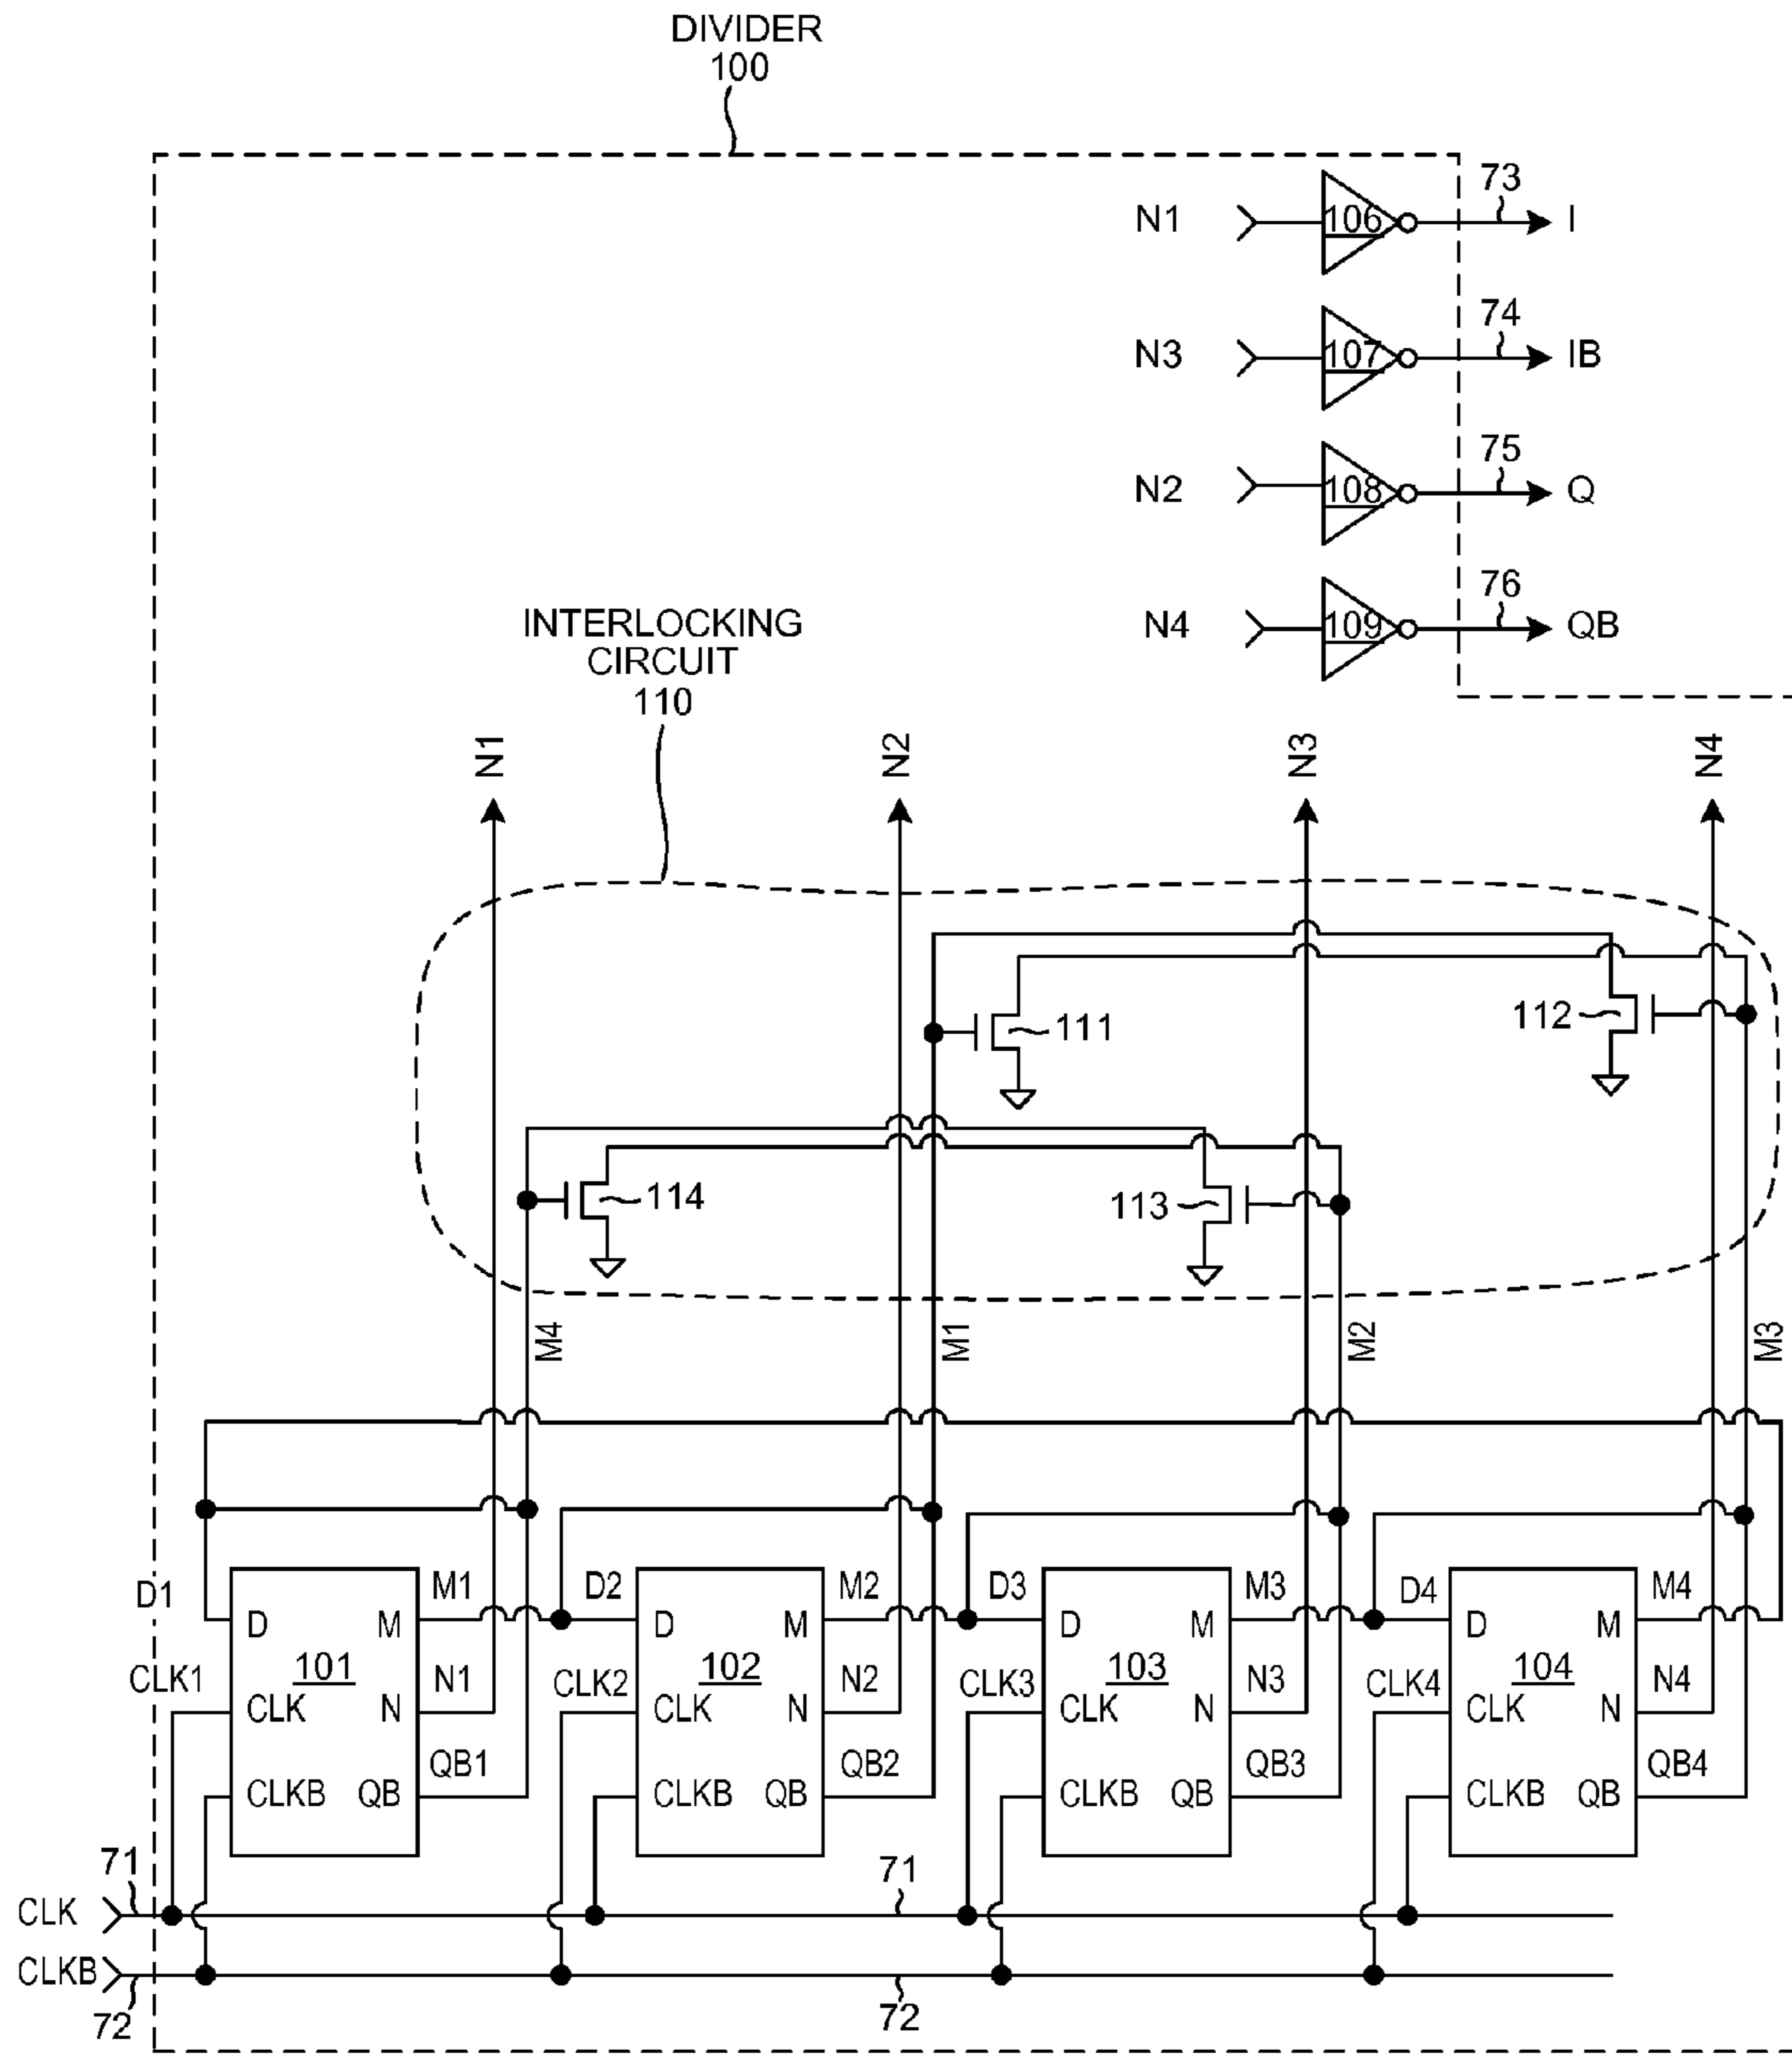 DIVIDER
100
N1
106
73
I
N3
107
74
IB
N2
108
75
Q
N4
109
76
QB
INTERLOCKING
CIRCUIT
110
N1
N2
N3
N4
111
112
114
113
M4
M1
M2
M3
D1
D
M
M1
D2
D
M
M2
D3
D
M
M3
D4
D
M
M4
CLK1
101
CLK
N
N1
CLK2
102
CLK
N
N2
CLK3
103
CLK
N
N3
CLK4
104
CLK
N
N4
CLKB
QB
QB1
CLKB
QB
QB2
CLKB
QB
QB3
CLKB
QB
QB4
71
71
CLK
CLKB
72
72